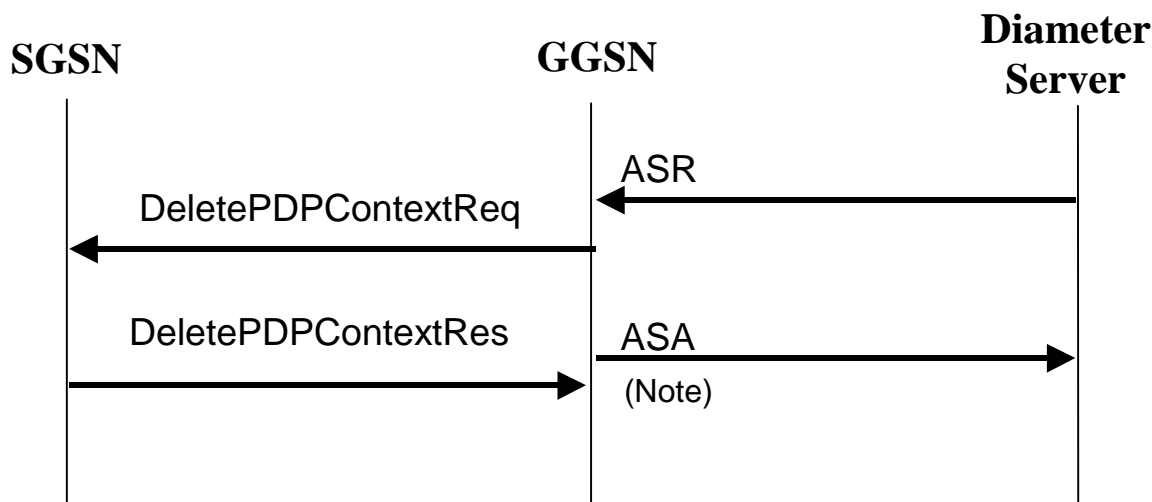 SGSN
GGSN
Diameter
Server
ASR
DeletePDPContextReq
DeletePDPContextRes
ASA
(Note)